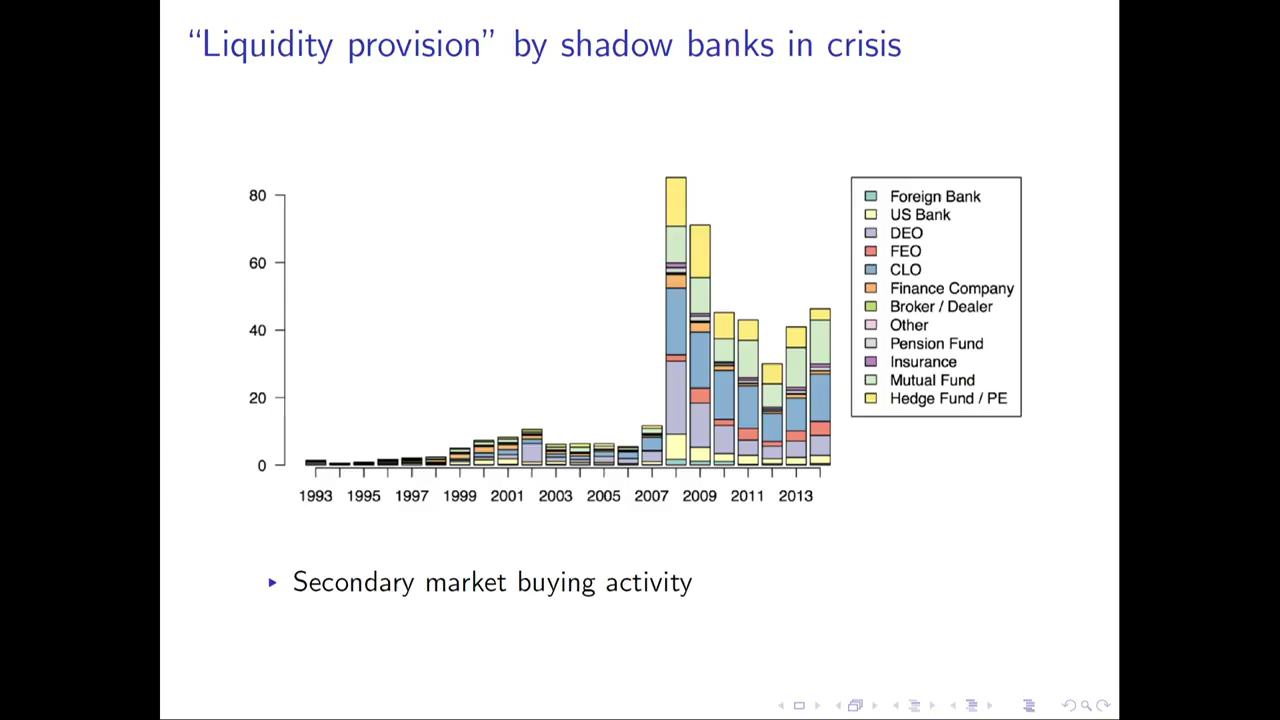 “Liquidity provision” by shadow banks in crisis
80
60
40
20
0
1993 1995 1997 1999 2001 2003 2005 2007 2009 2011 2013
Foreign Bank
US Bank
DEO
FEO
CLO
Finance Company
Broker / Dealer
Other
Pension Fund
Insurance
Mutual Fund
Hedge Fund / PE
Secondary market buying activity